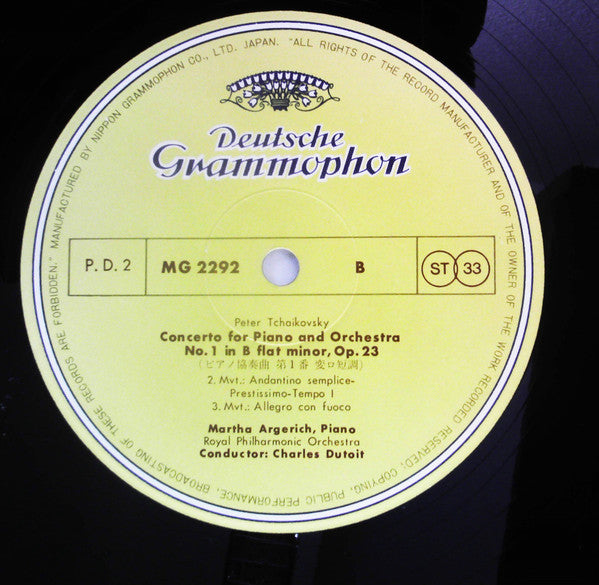 MANUFACTURED BY NIPPON GRAMMOPHON CO., LTD. JAPAN. "ALL RIGHTS OF THE RECORD MANUFACTURER AND OF THE OWNER OF THE WORK RECORDED RESERVED; COPYING, PUBLIC PERFORMANCE, BROADCASTING OF THESE RECORDS ARE FORBIDDEN."
Deutsche
Grammophon
P.D.2 MG 2292 B ST 33
Peter Tchaikovsky
Concerto for Piano and Orchestra
No.1 in B flat minor, Op.23
(ピアノ協奏曲 第1番 変ロ短調)
2. Mvt.: Andantino semplice-
Prestissimo-Tempo I
3. Mvt.: Allegro con fuoco
Martha Argerich, Piano
Royal Philharmonic Orchestra
Conductor: Charles Dutoit